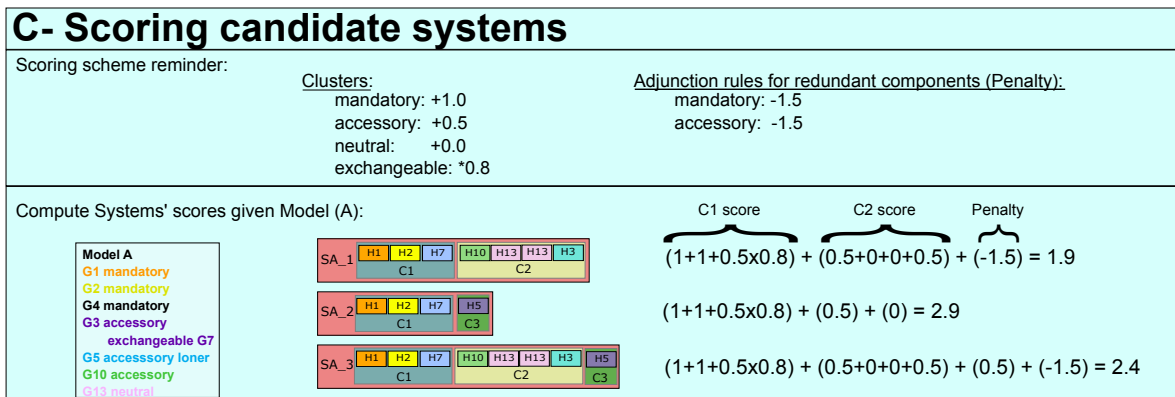 C- Scoring candidate systems
Scoring scheme reminder:
Clusters:
mandatory: +1.0
accessory: +0.5
neutral: +0.0
exchangeable: *0.8
Adjunction rules for redundant components (Penalty):
mandatory: -1.5
accessory: -1.5
Compute Systems' scores given Model (A):
C1 score C2 score Penalty
Model A
G1 mandatory
G2 mandatory
G4 mandatory
G3 accessory
exchangeable G7
G5 accesssory loner
G10 accessory
G13 neutral
SA_1 H1 H2 H7 H10 H13 H13 H3
C1 C2
(1+1+0.5x0.8) + (0.5+0+0+0.5) + (-1.5) = 1.9
SA_2 H1 H2 H7 H5
C1 C3
(1+1+0.5x0.8) + (0.5) + (0) = 2.9
SA_3 H1 H2 H7 H10 H13 H13 H3 H5
C1 C2 C3
(1+1+0.5x0.8) + (0.5+0+0+0.5) + (0.5) + (-1.5) = 2.4